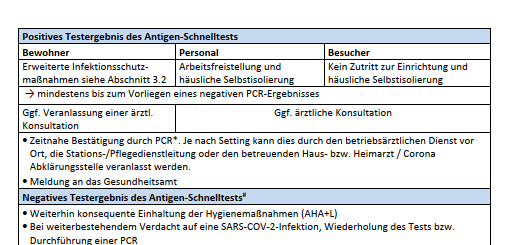 Positives Testergebnis des Antigen-Schnelltests
Bewohner Personal Besucher
Erweiterte Infektionsschutz- Arbeitsfreistellung und Kein Zutritt zur Einrichtung und
maßnahmen siehe Abschnitt 3.2 häusliche Selbstisolierung häusliche Selbstisolierung
→ mindestens bis zum Vorliegen eines negativen PCR-Ergebnisses
Ggf. Veranlassung einer ärztl. Ggf. ärztliche Konsultation
Konsultation
• Zeitnahe Bestätigung durch PCR*. Je nach Setting kann dies durch den betriebsärztlichen Dienst vor
Ort, die Stations-/Pflegedienstleitung oder den betreuenden Haus- bzw. Heimarzt / Corona
Abklärungsstelle veranlasst werden.
• Meldung an das Gesundheitsamt
Negatives Testergebnis des Antigen-Schnelltests#
• Weiterhin konsequente Einhaltung der Hygienemaßnahmen (AHA+L)
• Bei weiterbestehendem Verdacht auf eine SARS-COV-2-Infektion, Wiederholung des Tests bzw.
Durchführung einer PCR